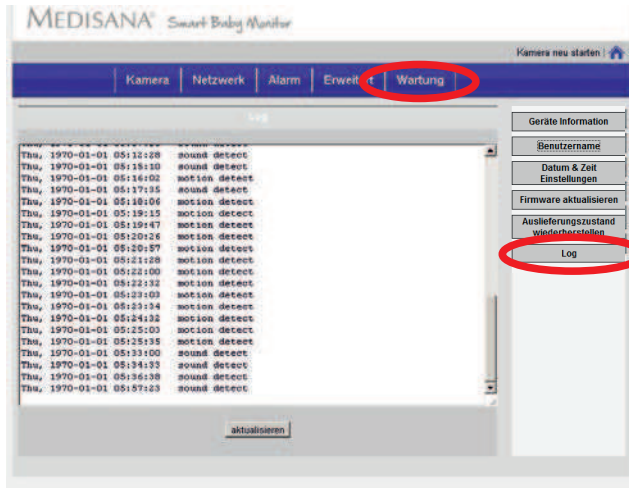 MEDISANA® Smart Baby Monitor
Kamera neu starten |
Kamera | Netzwerk | Alarm | Erweitert | Wartung
Log
Thu, 1970-01-01 05:12:28 sound detect
Thu, 1970-01-01 05:15:10 sound detect
Thu, 1970-01-01 05:16:02 motion detect
Thu, 1970-01-01 05:17:35 sound detect
Thu, 1970-01-01 05:18:06 motion detect
Thu, 1970-01-01 05:19:15 motion detect
Thu, 1970-01-01 05:19:47 motion detect
Thu, 1970-01-01 05:20:26 motion detect
Thu, 1970-01-01 05:20:57 motion detect
Thu, 1970-01-01 05:21:28 motion detect
Thu, 1970-01-01 05:22:00 motion detect
Thu, 1970-01-01 05:22:32 motion detect
Thu, 1970-01-01 05:23:03 motion detect
Thu, 1970-01-01 05:23:34 motion detect
Thu, 1970-01-01 05:24:32 motion detect
Thu, 1970-01-01 05:25:03 motion detect
Thu, 1970-01-01 05:25:35 motion detect
Thu, 1970-01-01 05:33:00 sound detect
Thu, 1970-01-01 05:34:33 sound detect
Thu, 1970-01-01 05:36:38 sound detect
Thu, 1970-01-01 05:57:23 sound detect
aktualisieren
Geräte Information
Benutzername
Datum & Zeit
Einstellungen
Firmware aktualisieren
Auslieferungszustand
wiederherstellen
Log